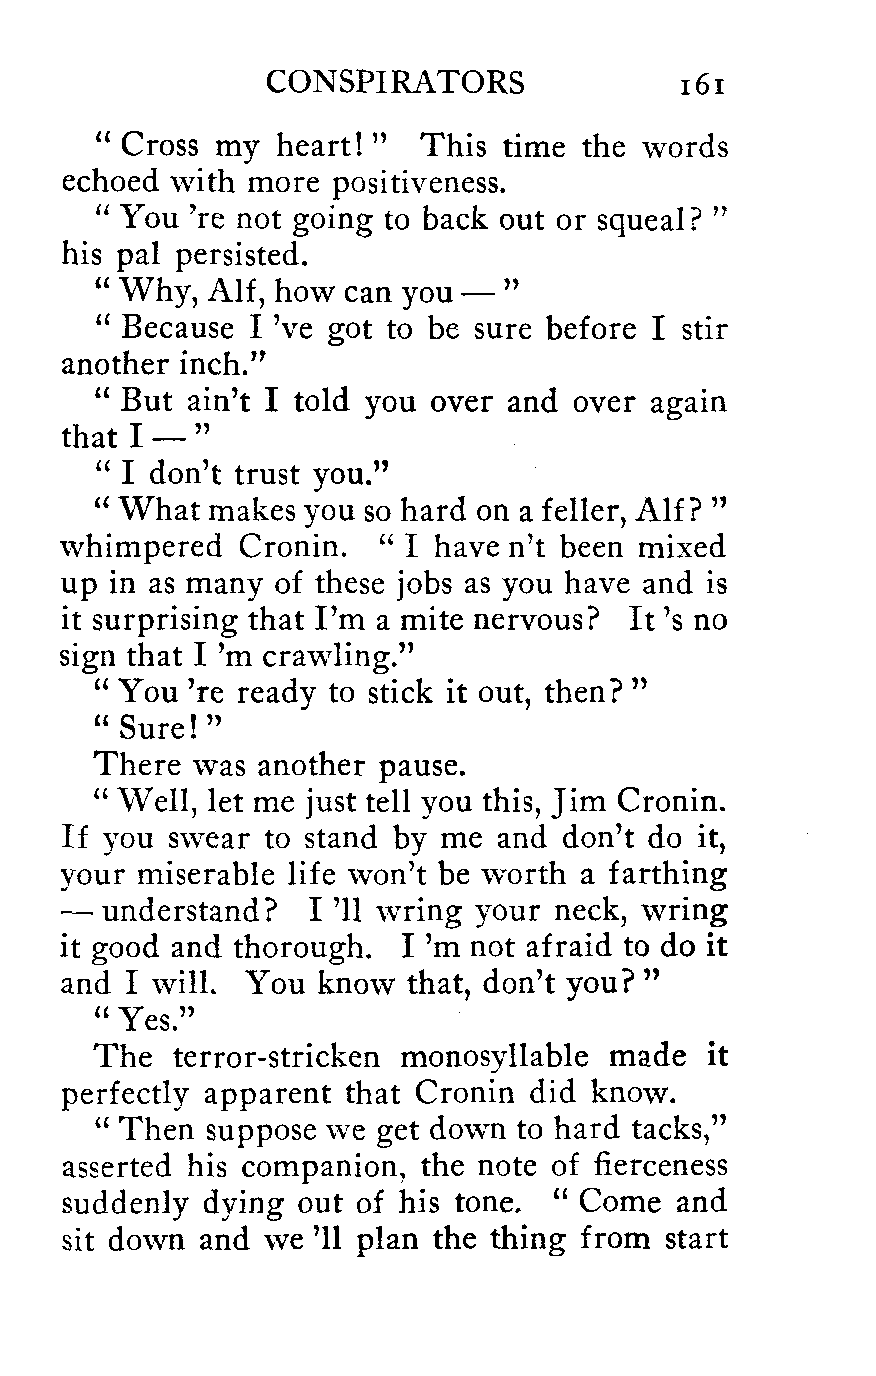 CONSPIRATORS 161
" Cross my heart! " This time the words
echoed with more positiveness.
" You 're not going to back out or squeal? "
his pal persisted.
" Why, Alf, how can you — "
" Because I 've got to be sure before I stir
another inch."
" But ain't I told you over and over again
that I — "
" I don't trust you."
" What makes you so hard on a feller, Alf? "
whimpered Cronin. " I have n't been mixed
up in as many of these jobs as you have and is
it surprising that I'm a mite nervous? It 's no
sign that I 'm crawling."
" You 're ready to stick it out, then? "
" Sure! "
There was another pause.
" Well, let me just tell you this, Jim Cronin.
If you swear to stand by me and don't do it,
your miserable life won't be worth a farthing
— understand? I 'll wring your neck, wring
it good and thorough. I 'm not afraid to do it
and I will. You know that, don't you? "
" Yes."
The terror-stricken monosyllable made it
perfectly apparent that Cronin did know.
" Then suppose we get down to hard tacks,"
asserted his companion, the note of fierceness
suddenly dying out of his tone. " Come and
sit down and we 'll plan the thing from start